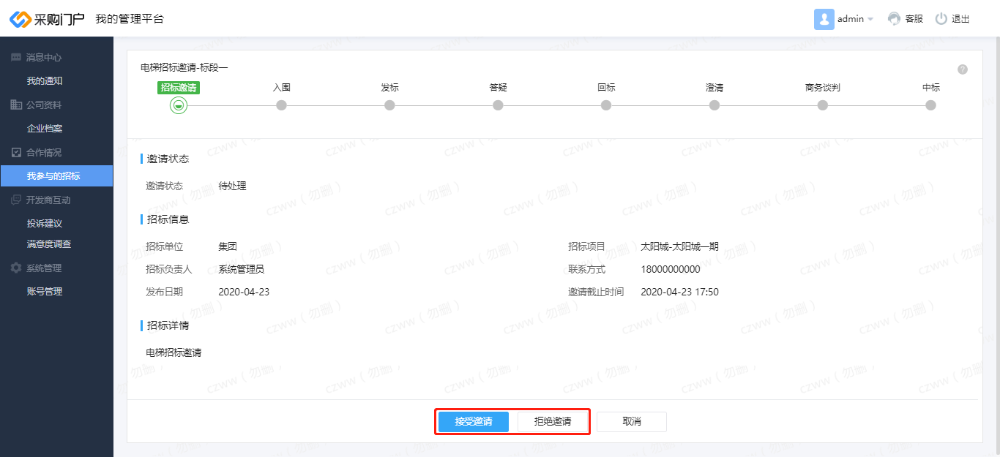 采购门户 我的管理平台 admin 客服 退出
消息中心
我的通知
公司资料
企业档案
合作情况
我参与的招标
开发商互动
投诉建议
满意度调查
系统管理
账号管理
电梯招标邀请-标段一
招标邀请 入围 发标 答疑 回标 澄清 商务谈判 中标
邀请状态
邀请状态 待处理
招标信息
招标单位 集团 招标项目 太阳城-太阳城一期
招标负责人 系统管理员 联系方式 18000000000
发布日期 2020-04-23 邀请截止时间 2020-04-23 17:50
招标详情
电梯招标邀请
接受邀请 拒绝邀请 取消
czww（勿删）